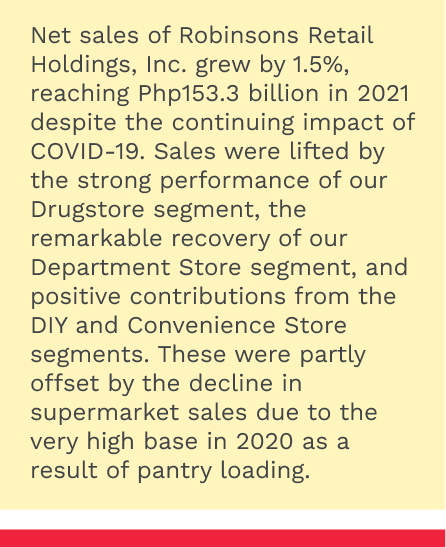 Net sales of Robinsons Retail
Holdings, Inc. grew by 1.5%,
reaching Php153.3 billion in 2021
despite the continuing impact of
COVID-19. Sales were lifted by
the strong performance of our
Drugstore segment, the
remarkable recovery of our
Department Store segment, and
positive contributions from the
DIY and Convenience Store
segments. These were partly
offset by the decline in
supermarket sales due to the
very high base in 2020 as a
result of pantry loading.